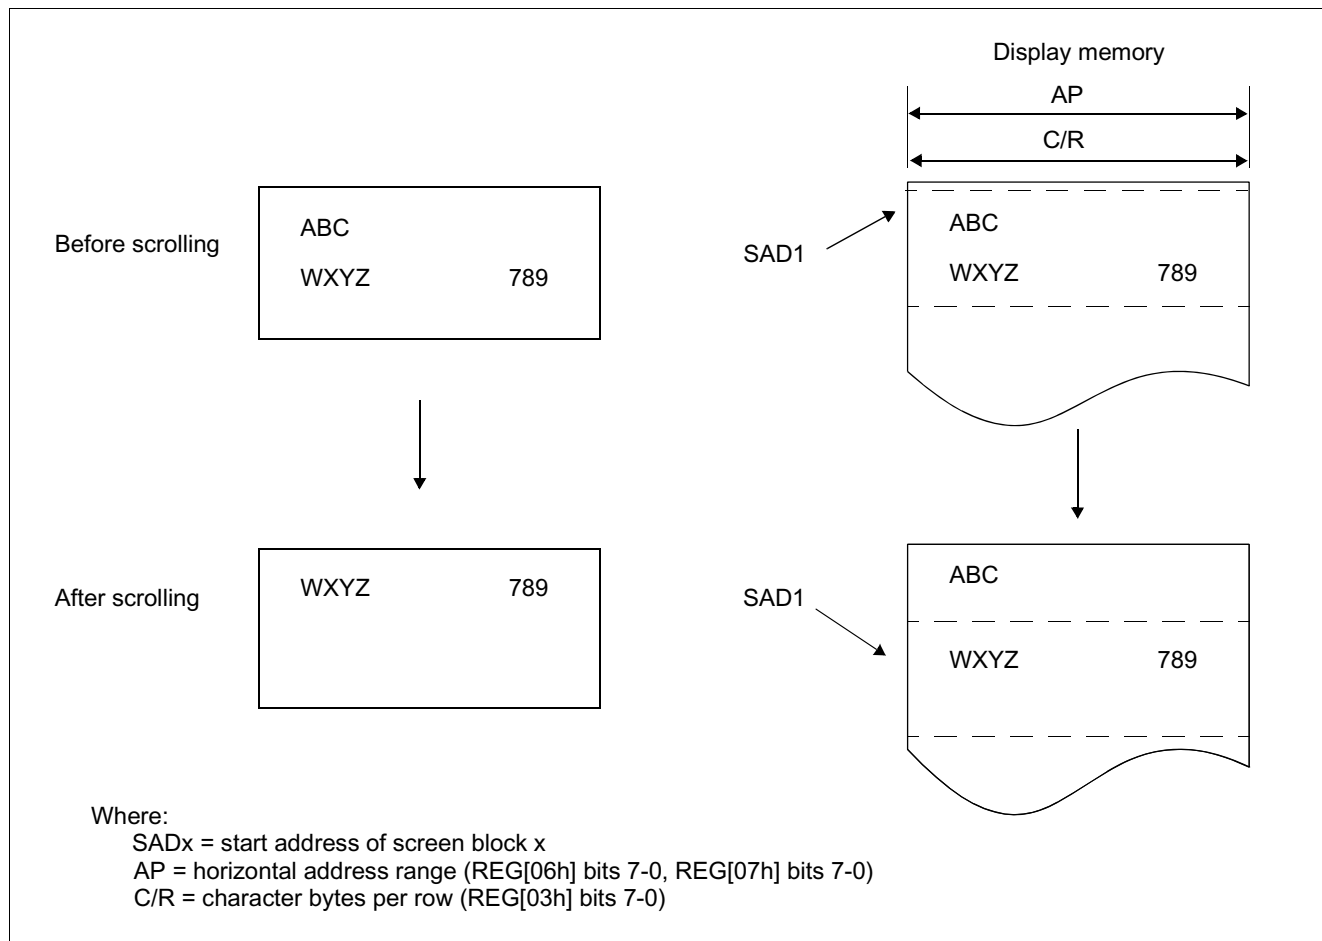 Display memory
AP
C/R
Before scrolling
ABC
WXYZ 789
SAD1
ABC
WXYZ 789
After scrolling
WXYZ 789
SAD1
ABC
WXYZ 789
Where:
SADx = start address of screen block x
AP = horizontal address range (REG[06h] bits 7-0, REG[07h] bits 7-0)
C/R = character bytes per row (REG[03h] bits 7-0)